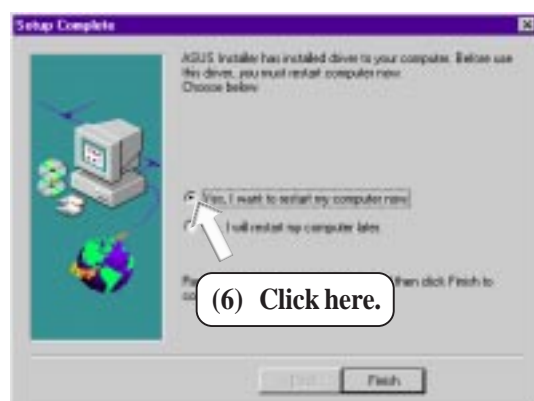 Setup Complete
ASUS Installer has installed driver to your computer. Before use
this driver, you must restart computer now.
Choose below
Yes, I want to restart my computer now.
I will restart my computer later.
then click Finish to
(6) Click here.
Finish